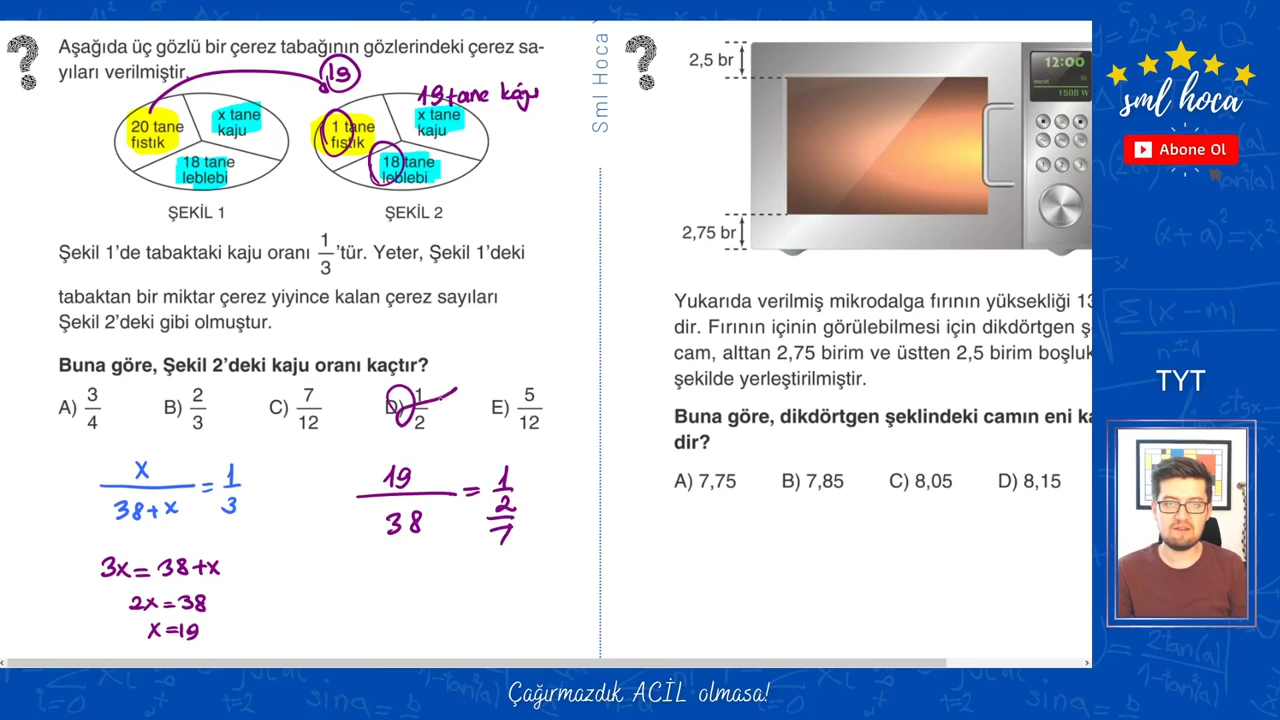 Aşağıda üç gözlü bir çerez tabağının gözlerindeki çerez sa-
yıları verilmiştir.
19
19 tane kaju
20 tane
fıstık
x tane
kaju
18 tane
leblebi
ŞEKİL 1
1 tane
fıstık
x tane
kaju
18 tane
leblebi
ŞEKİL 2
Şekil 1'de tabaktaki kaju oranı 1/3 'tür. Yeter, Şekil 1'deki
tabaktan bir miktar çerez yiyince kalan çerez sayıları
Şekil 2'deki gibi olmuştur.
Buna göre, Şekil 2'deki kaju oranı kaçtır?
A) 3/4 B) 2/3 C) 7/12 D) 1/2 E) 5/12
x/(38+x) = 1/3
3x = 38+x
2x = 38
x = 19
19/38 = 1/2
Sml Hoca
2,5 br
12:00
1500 W
2,75 br
Yukarıda verilmiş mikrodalga fırının yüksekliği 13
dir. Fırının içinin görülebilmesi için dikdörtgen ş
cam, alttan 2,75 birim ve üstten 2,5 birim boşluk
şekilde yerleştirilmiştir.
Buna göre, dikdörtgen şeklindeki camın eni ka
dir?
A) 7,75 B) 7,85 C) 8,05 D) 8,15
sml hoca
Abone Ol
TYT
Çağırmazdık ACİL olmasa!